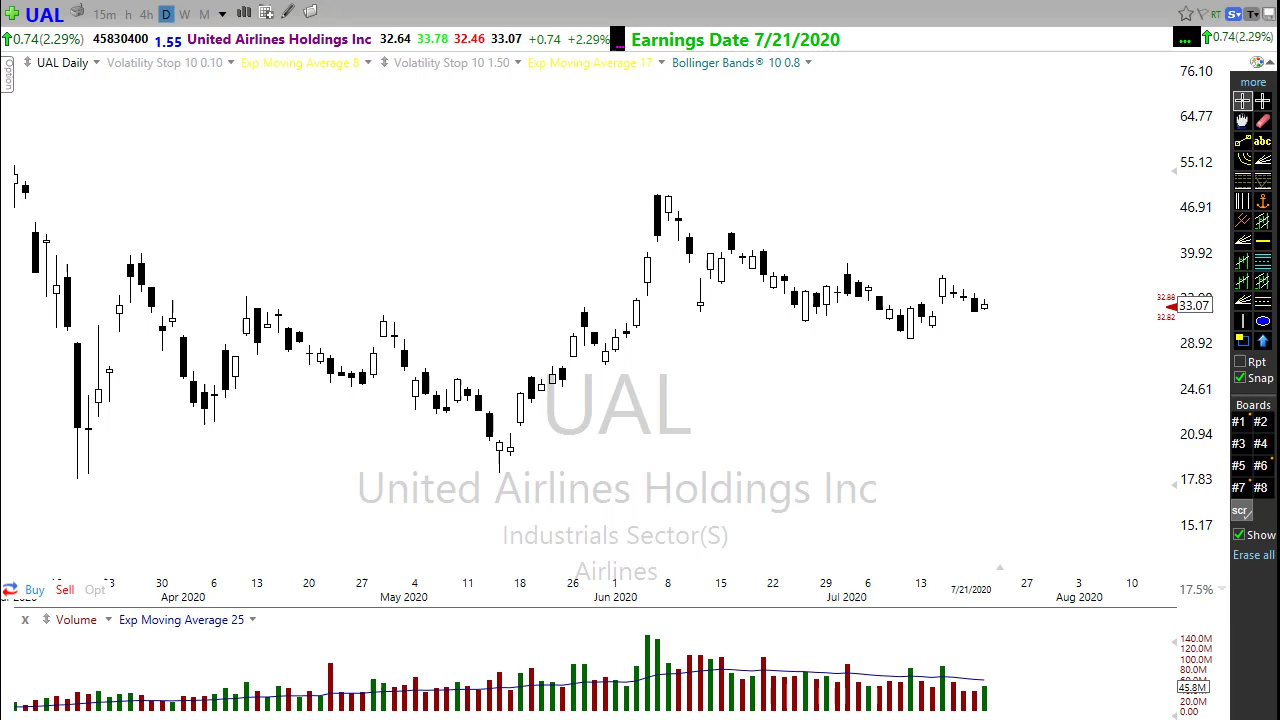 UAL 15m h 4h D W M RT S T
0.74(2.29%) 45830400 1.55 United Airlines Holdings Inc 32.64 33.78 32.46 33.07 +0.74 +2.29% ... Earnings Date 7/21/2020 ... 0.74(2.29%)
Option UAL Daily Volatility Stop 10 0.10 Exp Moving Average 8 Volatility Stop 10 1.50 Exp Moving Average 17 Bollinger Bands® 10 0.8
76.10
more
64.77
abc
55.12
46.91
39.92
32.88
33.07
32.82
28.92
Rpt
Snap
24.61
Boards
#1 #2
20.94
#3 #4
#5 #6
17.83
#7 #8
scr
15.17
Show
Erase all
UAL
United Airlines Holdings Inc
Industrials Sector(S)
Airlines
30 6 13 20 27 4 11 18 26 1 8 15 22 29 6 13 7/21/2020 27 3 10
Buy Sell Opt 17.5%
Apr 2020 May 2020 Jun 2020 Jul 2020 Aug 2020
x Volume Exp Moving Average 25
140.0M
120.0M
100.0M
80.0M
45.8M
20.0M
0.00